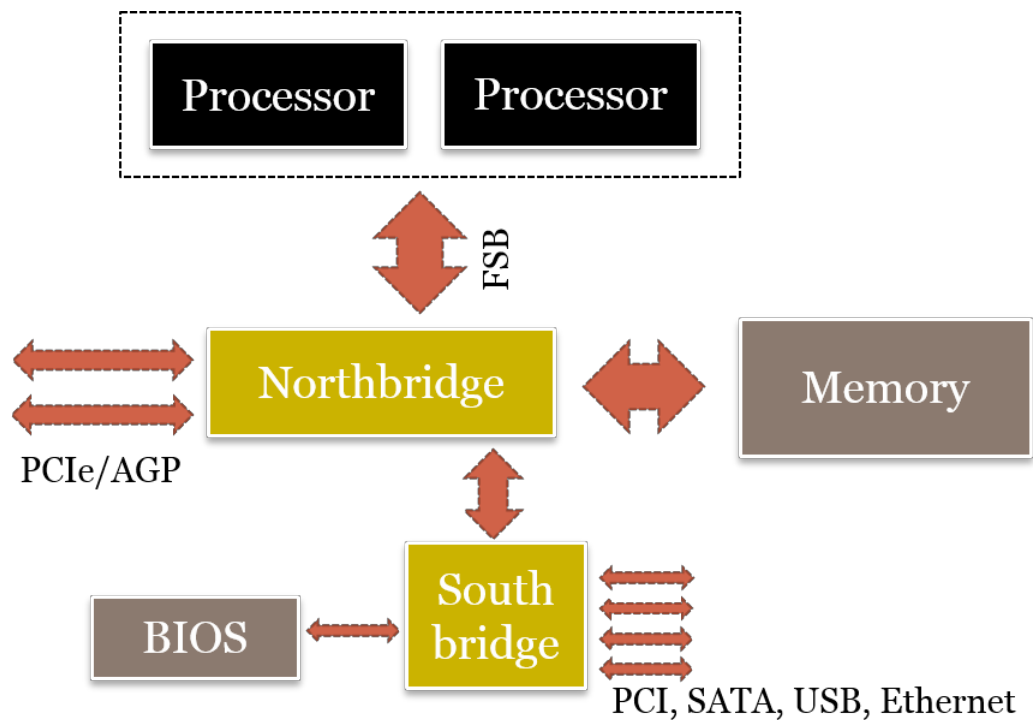 Processor
Processor
FSB
Northbridge
Memory
PCIe/AGP
South
bridge
BIOS
PCI, SATA, USB, Ethernet